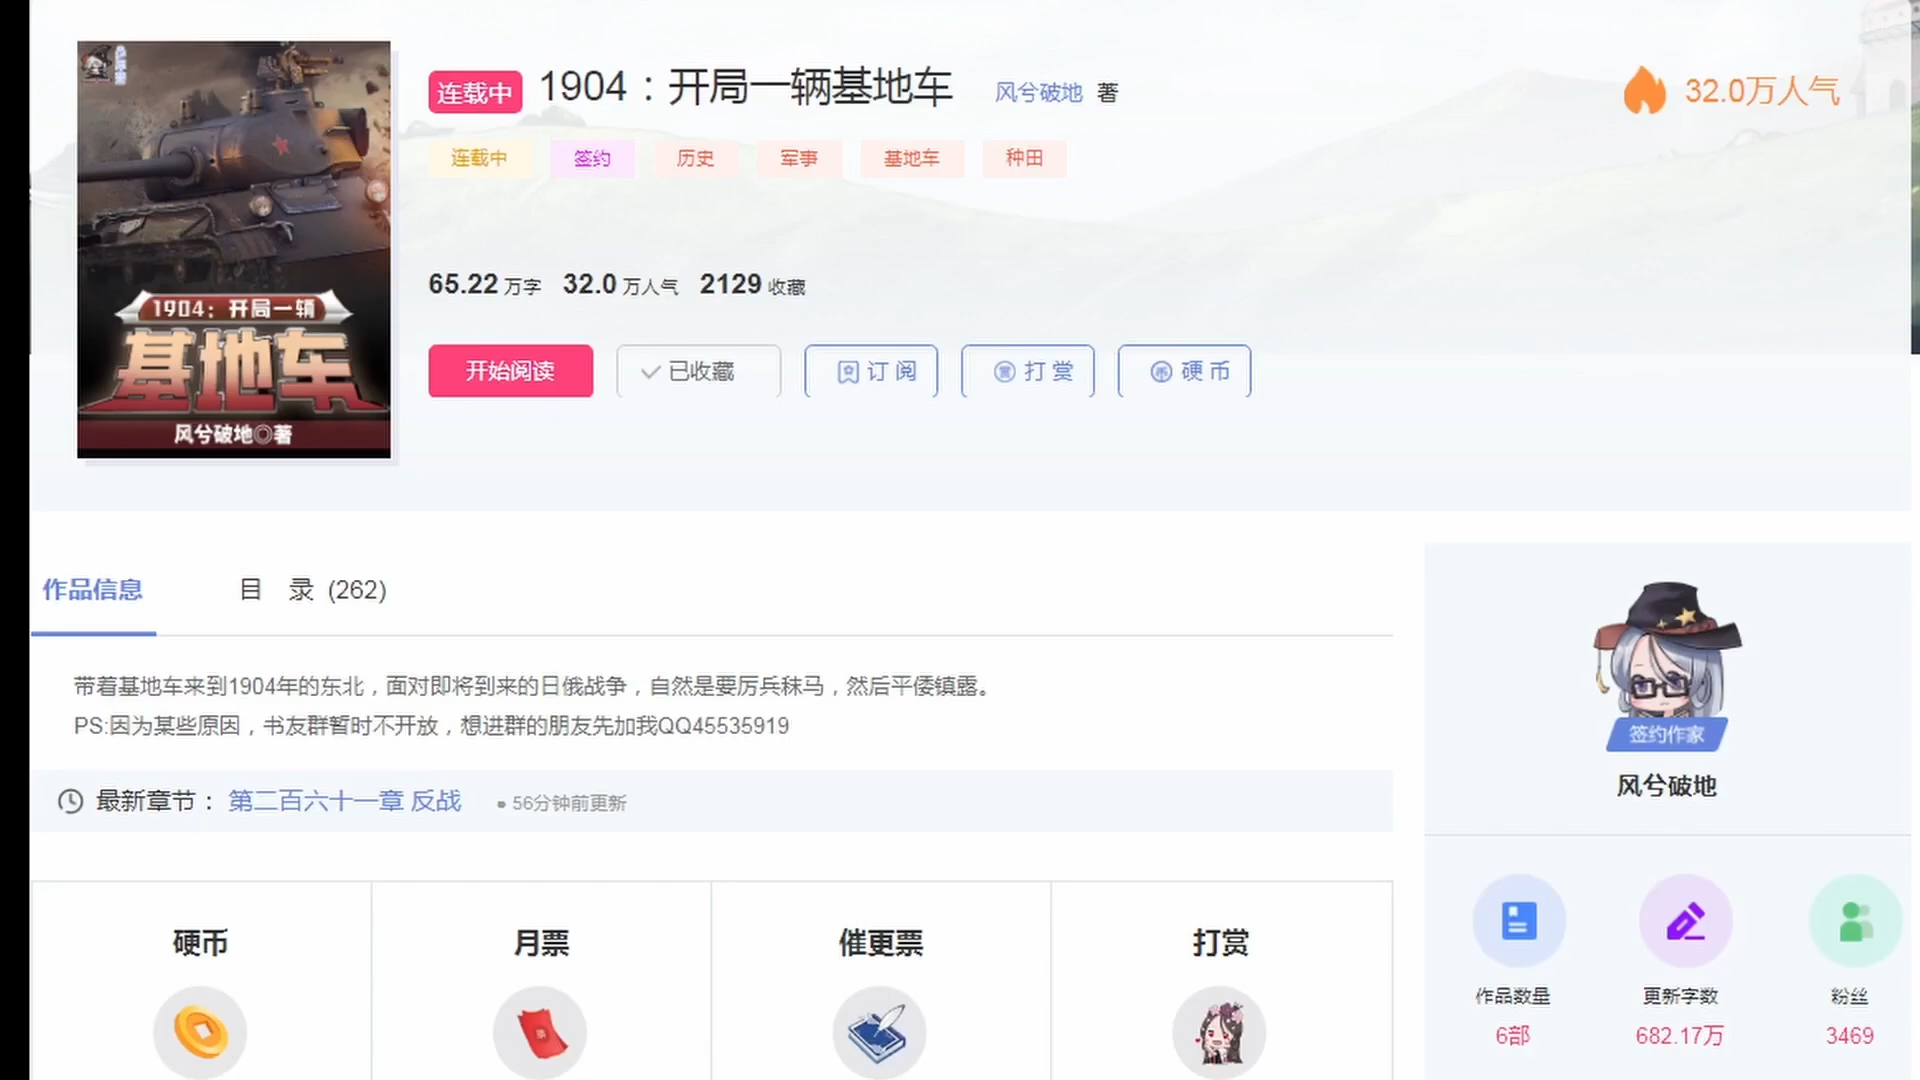 连载中 1904：开局一辆基地车 风兮破地 著
32.0万人气
连载中 签约 历史 军事 基地车 种田
65.22 万字 32.0 万人气 2129 收藏
开始阅读 已收藏 订阅 打赏 硬币
1904：开局一辆
基地车
风兮破地◎著
作品信息 目 录 (262)
带着基地车来到1904年的东北，面对即将到来的日俄战争，自然是要厉兵秣马，然后平倭镇露。
PS:因为某些原因，书友群暂时不开放，想进群的朋友先加我QQ45535919
最新章节： 第二百六十一章 反战 ● 56分钟前更新
硬币 月票 催更票 打赏
签约作家
风兮破地
作品数量 更新字数 粉丝
6部 682.17万 3469